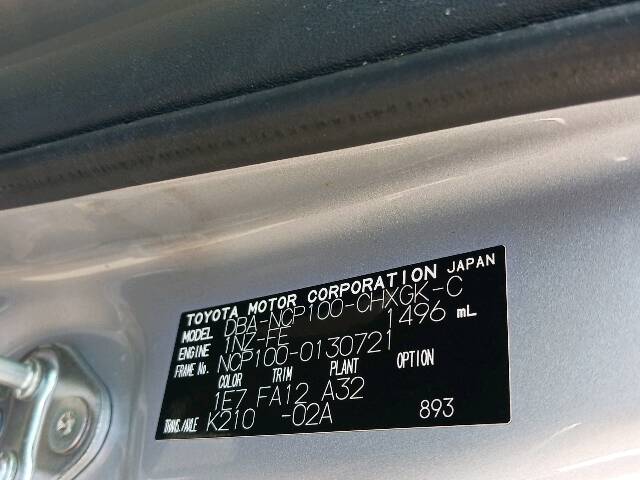 TOYOTA MOTOR CORPORATION JAPAN
MODEL DBA-NCP100-CHXGK-C
ENGINE 1NZ-FE 1496 mL
FRAME No. NCP100-0130721
COLOR TRIM PLANT OPTION
1E7 FA12 A32
TRANS./AXLE K210 -02A 893